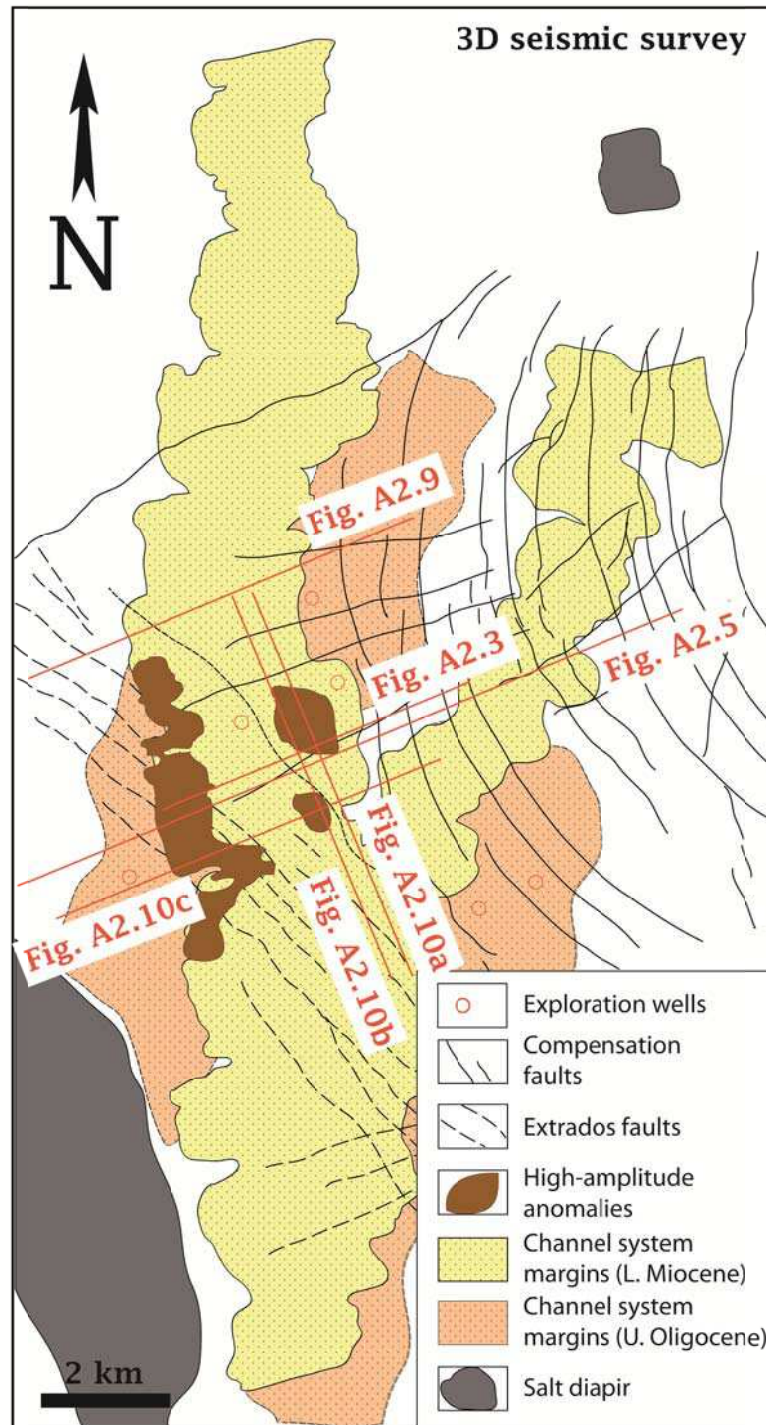 3D seismic survey
N
Fig. A2.9
Fig. A2.3
Fig. A2.5
Fig. A2.10a
Fig. A2.10b
Fig. A2.10c
Exploration wells
Compensation
faults
Extrados faults
High-amplitude
anomalies
Channel system
margins (L. Miocene)
Channel system
margins (U. Oligocene)
Salt diapir
2 km